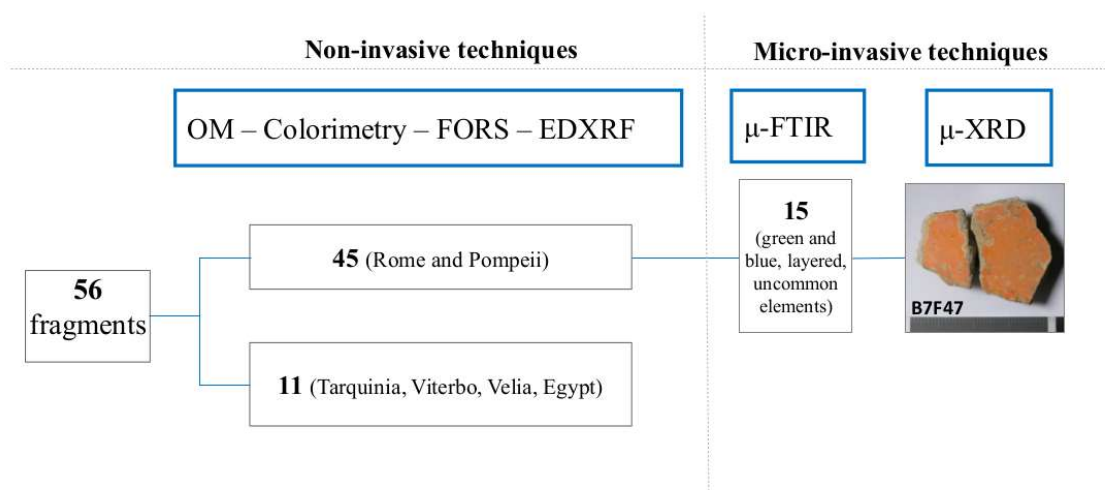 Non-invasive techniques
Micro-invasive techniques
OM – Colorimetry – FORS – EDXRF
μ-FTIR
μ-XRD
56
fragments
45 (Rome and Pompeii)
11 (Tarquinia, Viterbo, Velia, Egypt)
15
(green and
blue, layered,
uncommon
elements)
B7F47